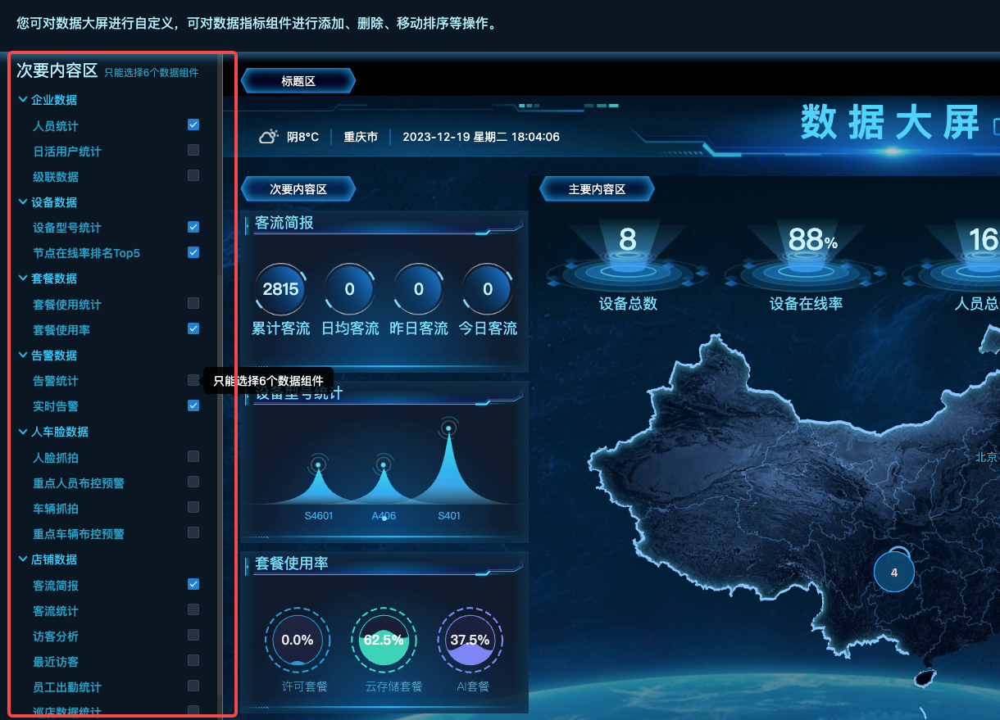 您可对数据大屏进行自定义，可对数据指标组件进行添加、删除、移动排序等操作。
次要内容区 只能选择6个数据组件
企业数据
人员统计
日活用户统计
级联数据
设备数据
设备型号统计
节点在线率排名Top5
套餐数据
套餐使用统计
套餐使用率
告警数据
告警统计
只能选择6个数据组件
实时告警
人车脸数据
人脸抓拍
重点人员布控预警
车辆抓拍
重点车辆布控预警
店铺数据
客流简报
客流统计
访客分析
最近访客
员工出勤统计
巡店数据统计
标题区
数据大屏
阴8°C 重庆市 2023-12-19 星期二 18:04:06
次要内容区
客流简报
2815 0 0 0
累计客流 日均客流 昨日客流 今日客流
设备型号统计
S4601 A406 S401
套餐使用率
0.0% 62.5% 37.5%
许可套餐 云存储套餐 AI套餐
主要内容区
8 88% 16
设备总数 设备在线率 人员总
北京
4